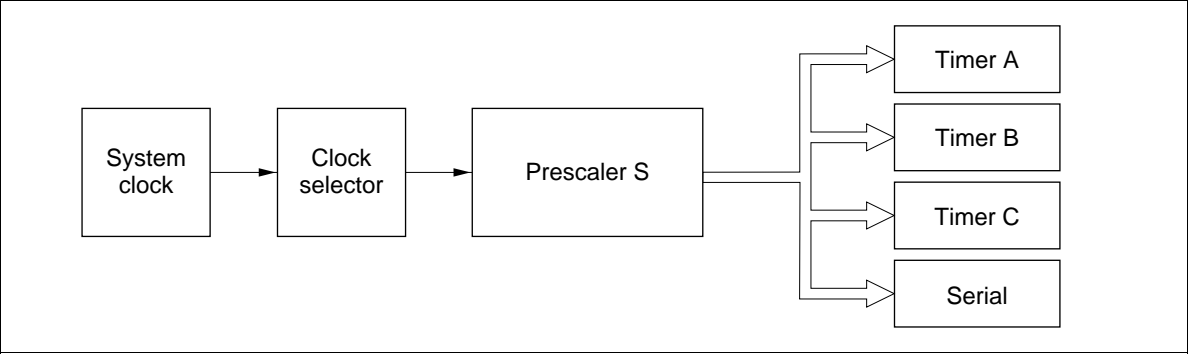 System
clock
Clock
selector
Prescaler S
Timer A
Timer B
Timer C
Serial